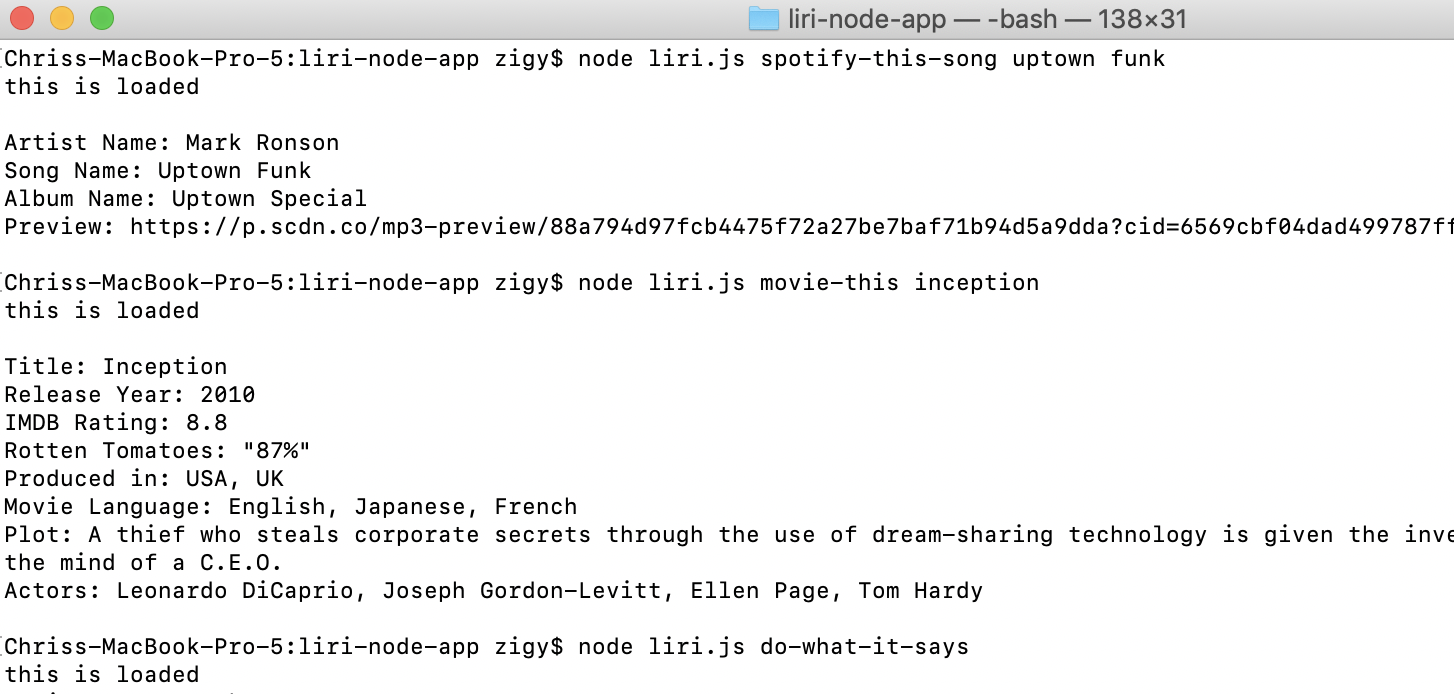 liri-node-app — -bash — 138×31
Chriss-MacBook-Pro-5:liri-node-app zigy$ node liri.js spotify-this-song uptown funk
this is loaded
Artist Name: Mark Ronson
Song Name: Uptown Funk
Album Name: Uptown Special
Preview: https://p.scdn.co/mp3-preview/88a794d97fcb4475f72a27be7baf71b94d5a9dda?cid=6569cbf04dad499787ff
Chriss-MacBook-Pro-5:liri-node-app zigy$ node liri.js movie-this inception
this is loaded
Title: Inception
Release Year: 2010
IMDB Rating: 8.8
Rotten Tomatoes: "87%"
Produced in: USA, UK
Movie Language: English, Japanese, French
Plot: A thief who steals corporate secrets through the use of dream-sharing technology is given the inve
the mind of a C.E.O.
Actors: Leonardo DiCaprio, Joseph Gordon-Levitt, Ellen Page, Tom Hardy
Chriss-MacBook-Pro-5:liri-node-app zigy$ node liri.js do-what-it-says
this is loaded